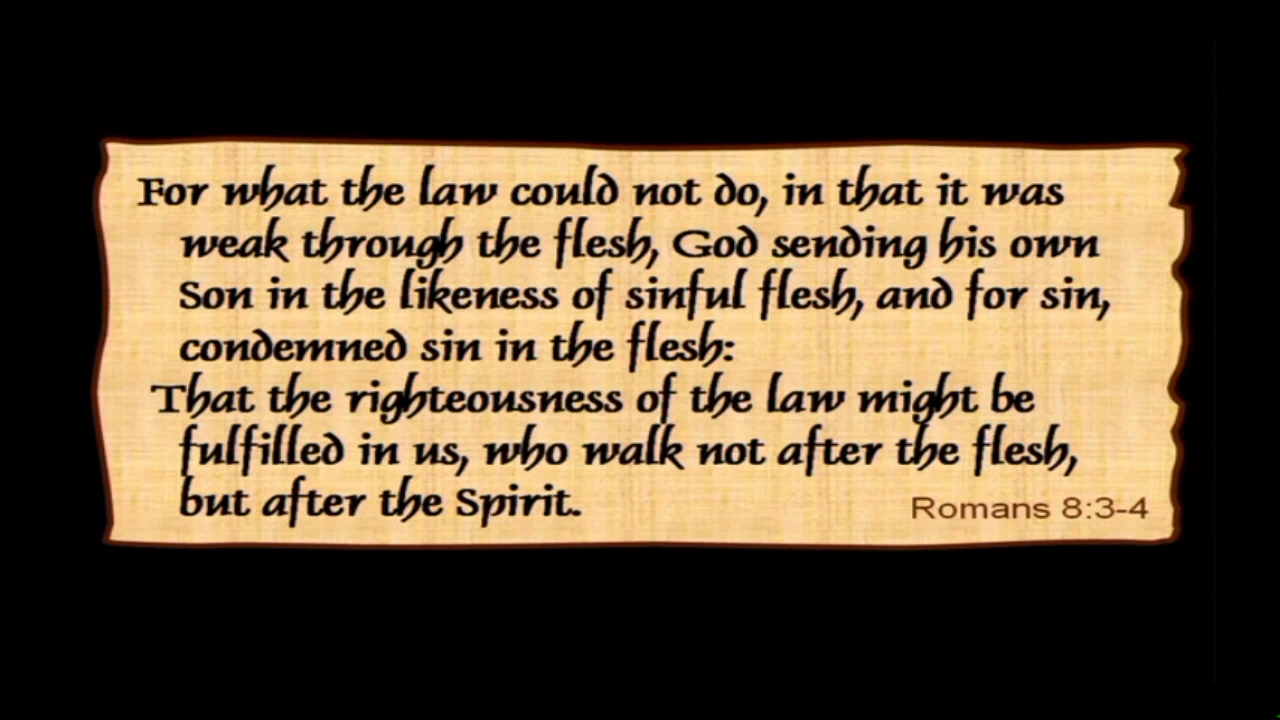 For what the law could not do, in that it was
weak through the flesh, God sending his own
Son in the likeness of sinful flesh, and for sin,
condemned sin in the flesh:
That the righteousness of the law might be
fulfilled in us, who walk not after the flesh,
but after the Spirit.
Romans 8:3-4